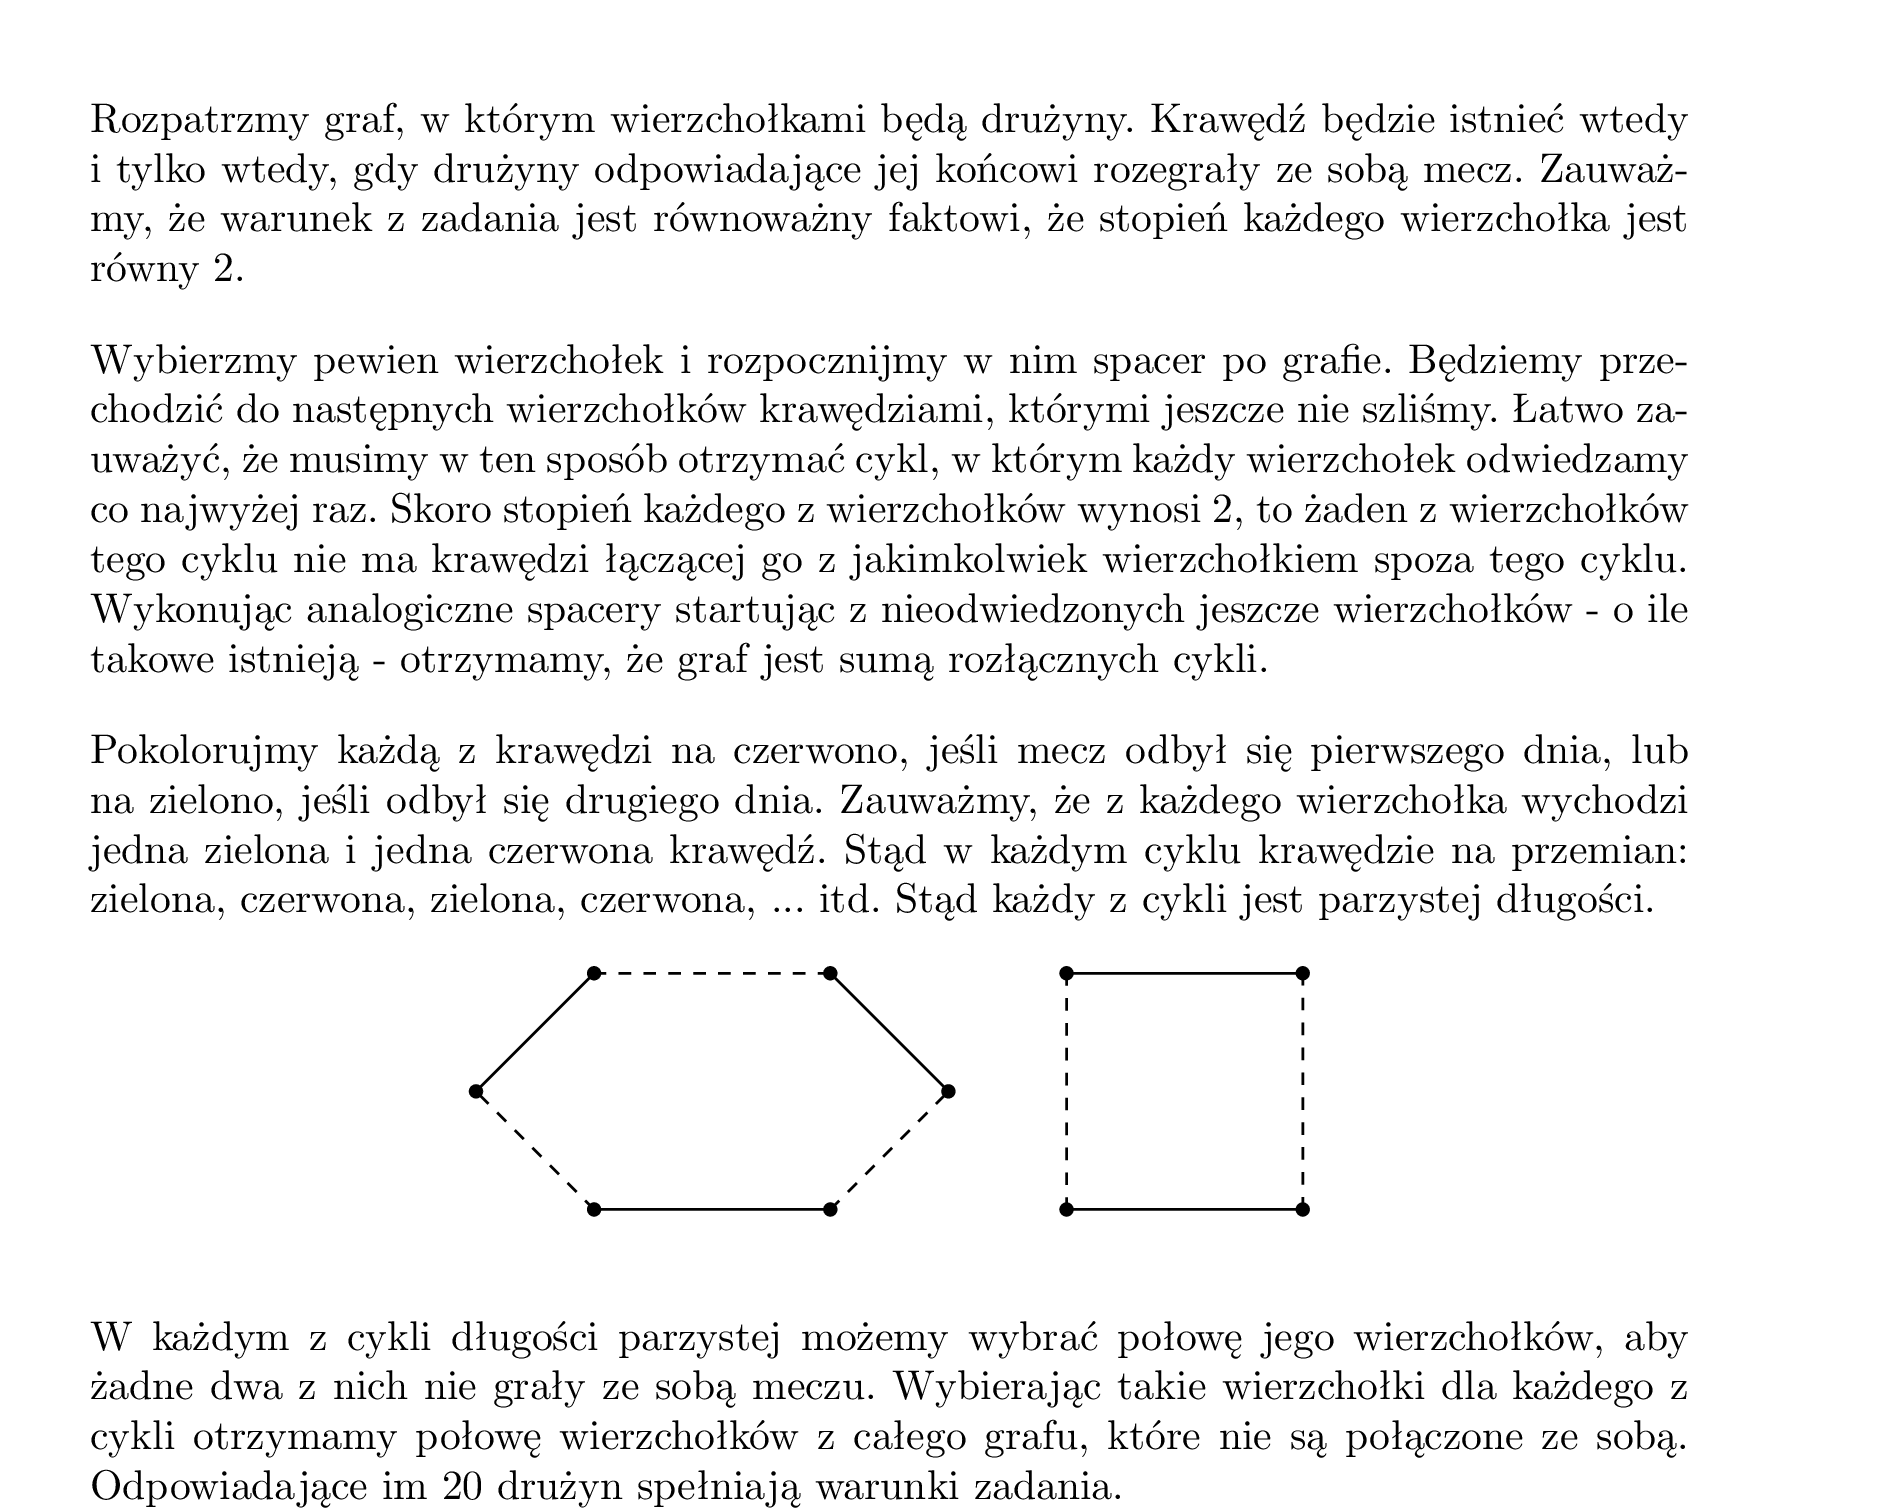 Rozpatrzmy graf, w którym wierzchołkami będą drużyny. Krawędź będzie istnieć wtedy
i tylko wtedy, gdy drużyny odpowiadające jej końcowi rozegrały ze sobą mecz. Zauważ-
my, że warunek z zadania jest równoważny faktowi, że stopień każdego wierzchołka jest
równy 2.
Wybierzmy pewien wierzchołek i rozpocznijmy w nim spacer po grafie. Będziemy prze-
chodzić do następnych wierzchołków krawędziami, którymi jeszcze nie szliśmy. Łatwo za-
uważyć, że musimy w ten sposób otrzymać cykl, w którym każdy wierzchołek odwiedzamy
co najwyżej raz. Skoro stopień każdego z wierzchołków wynosi 2, to żaden z wierzchołków
tego cyklu nie ma krawędzi łączącej go z jakimkolwiek wierzchołkiem spoza tego cyklu.
Wykonując analogiczne spacery startując z nieodwiedzonych jeszcze wierzchołków - o ile
takowe istnieją - otrzymamy, że graf jest sumą rozłącznych cykli.
Pokolorujmy każdą z krawędzi na czerwono, jeśli mecz odbył się pierwszego dnia, lub
na zielono, jeśli odbył się drugiego dnia. Zauważmy, że z każdego wierzchołka wychodzi
jedna zielona i jedna czerwona krawędź. Stąd w każdym cyklu krawędzie na przemian:
zielona, czerwona, zielona, czerwona, ... itd. Stąd każdy z cykli jest parzystej długości.
W każdym z cykli długości parzystej możemy wybrać połowę jego wierzchołków, aby
żadne dwa z nich nie grały ze sobą meczu. Wybierając takie wierzchołki dla każdego z
cykli otrzymamy połowę wierzchołków z całego grafu, które nie są połączone ze sobą.
Odpowiadające im 20 drużyn spełniają warunki zadania.